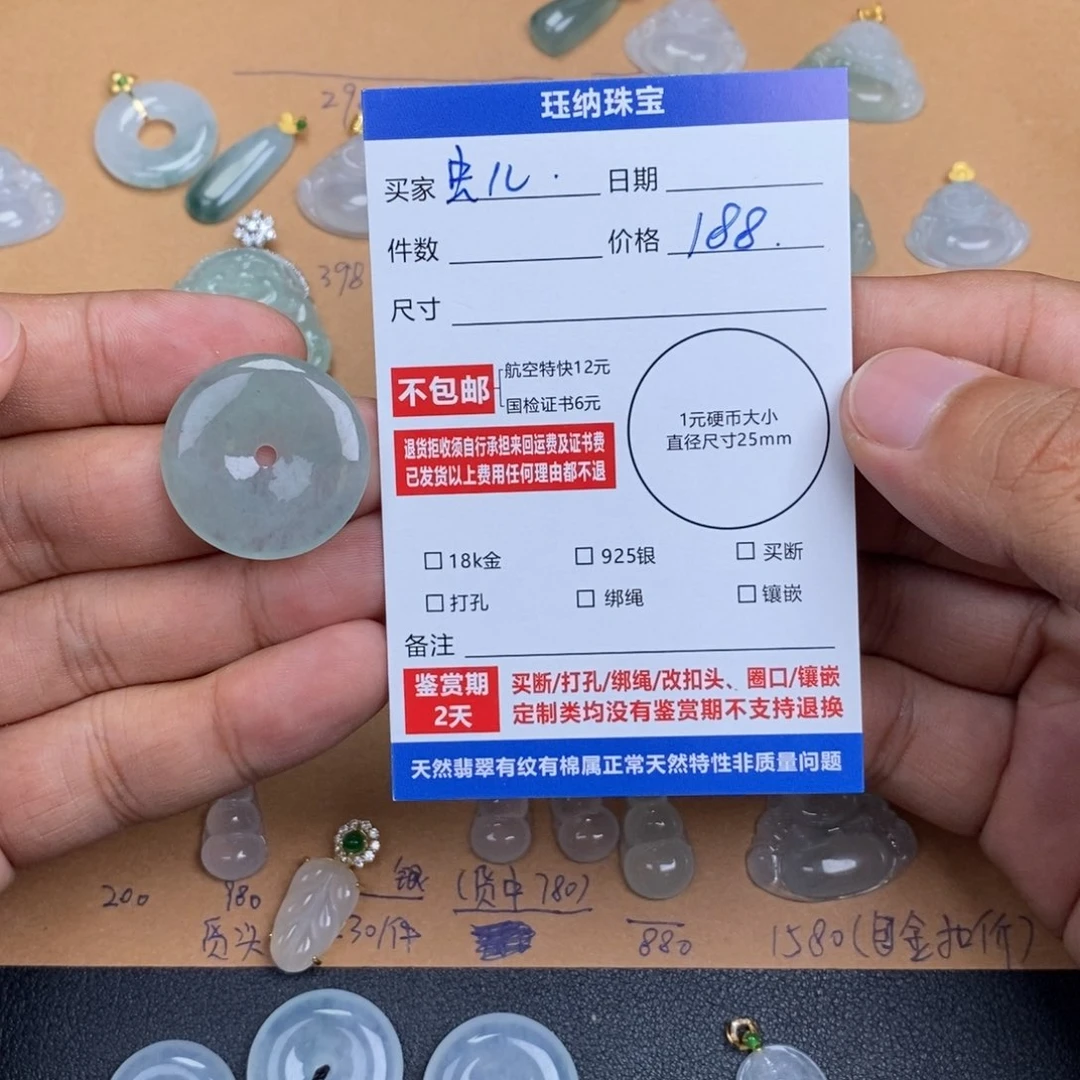 29
398
珏纳珠宝
买家 虫儿. 日期
件数 价格 188.
尺寸
不包邮 航空特快12元
国检证书6元
退货拒收须自行承担来回运费及证书费
已发货以上费用任何理由都不退
1元硬币大小
直径尺寸25mm
□ 18k金 □ 925银 □ 买断
□ 打孔 □ 绑绳 □ 镶嵌
备注
鉴赏期
2天
买断/打孔/绑绳/改扣头、圈口/镶嵌
定制类均没有鉴赏期不支持退换
天然翡翠有纹有棉属正常天然特性非质量问题
200 980 银 (货中780)
30/件 880 1580(